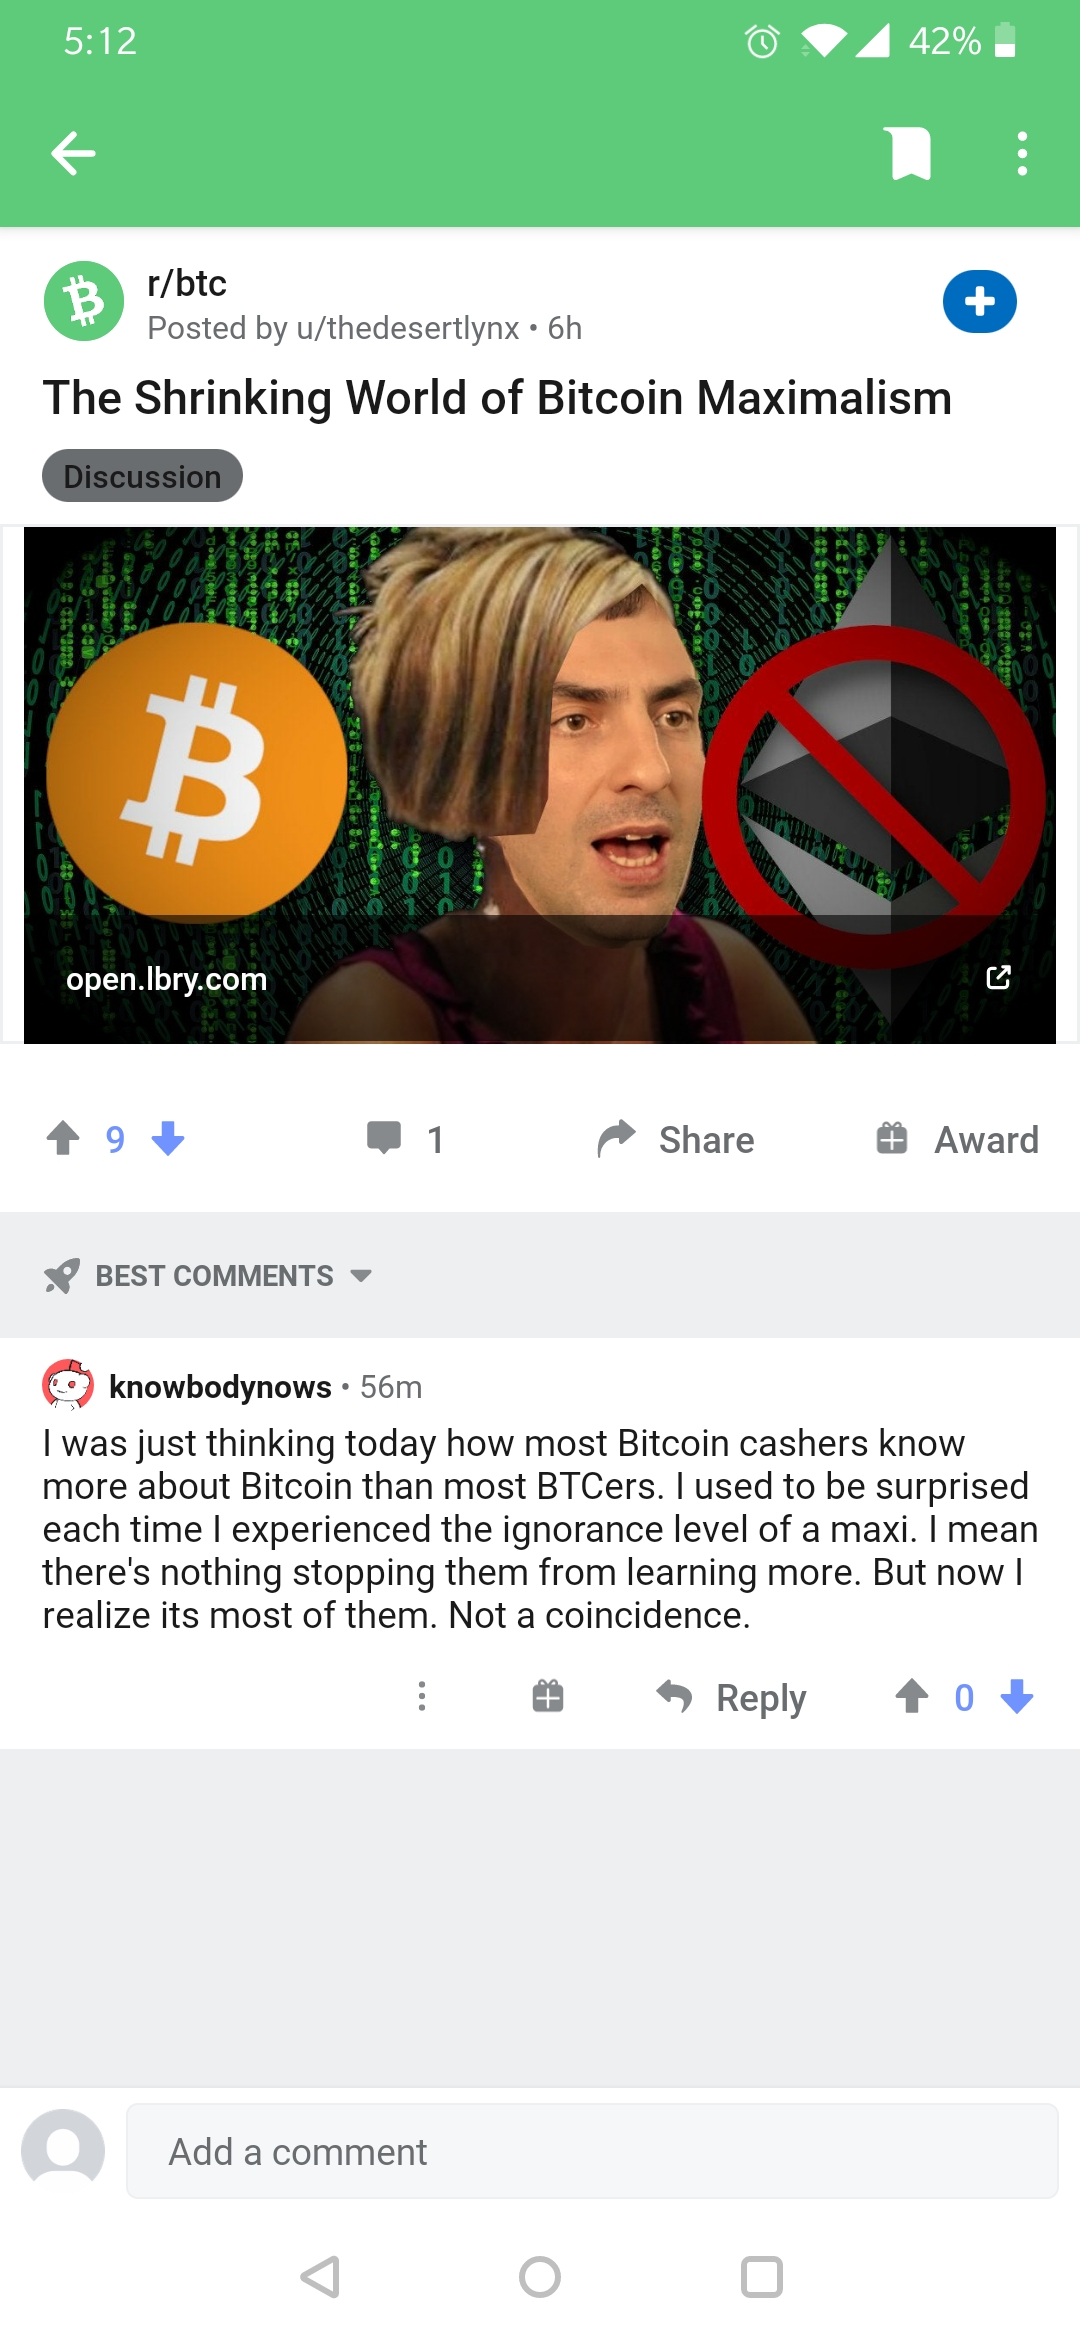 5:12
42%
r/btc
Posted by u/thedesertlynx • 6h
The Shrinking World of Bitcoin Maximalism
Discussion
open.lbry.com
9
1
Share
Award
BEST COMMENTS
knowbodynows • 56m
I was just thinking today how most Bitcoin cashers know
more about Bitcoin than most BTCers. I used to be surprised
each time I experienced the ignorance level of a maxi. I mean
there's nothing stopping them from learning more. But now I
realize its most of them. Not a coincidence.
Reply
0
Add a comment